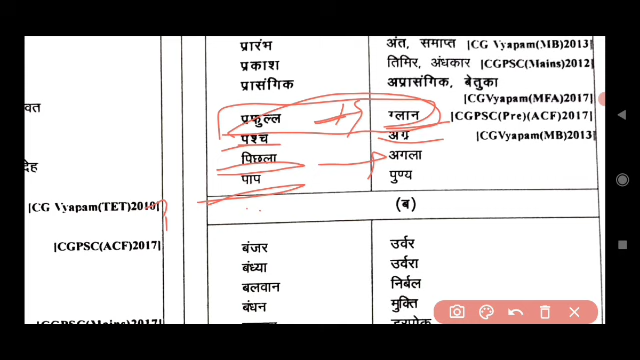 प्रारंभ अंत, समाप्त |CG Vyapam(MB)2013|
प्रकाश तिमिर, अंधकार |CGPSC(Mains)2012|
प्रासंगिक अप्रासंगिक, बेतुका
|CGVyapam(MFA)2017|
वत
प्रफुल्ल ग्लान |CGPSC(Pre)(ACF)2017|
पश्च अग्र |CGVyapam(MB)2013|
पिछला अगला
देह
पाप पुण्य
|CG Vyapam(TET)2010|
(ब)
|CGPSC(ACF)2017|
बंजर उर्वर
बंध्या उर्वरा
बलवान निर्बल
बंधन मुक्ति
|CGPSC(Mains)2017|
डरपोक